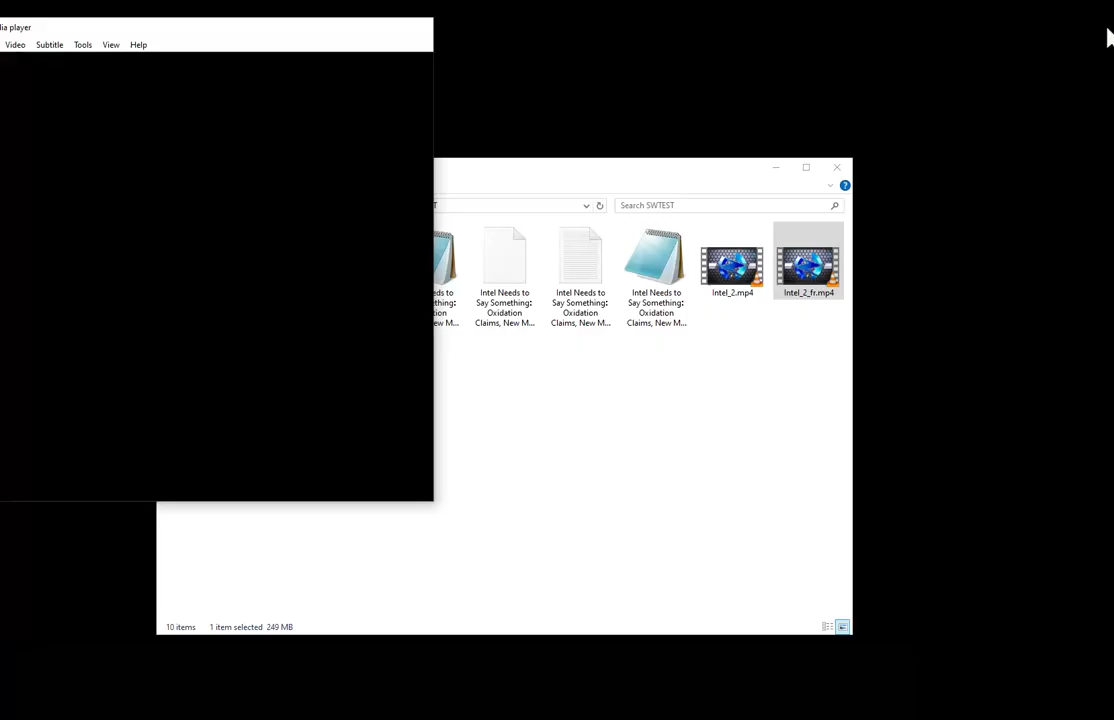 dia player
Video Subtitle Tools View Help
T
Search SWTEST
eds to
thing:
tion
ew M...
Intel Needs to
Say Something:
Oxidation
Claims, New M...
Intel Needs to
Say Something:
Oxidation
Claims, New M...
Intel Needs to
Say Something:
Oxidation
Claims, New M...
Intel_2.mp4
Intel_2_fr.mp4
10 items 1 item selected 249 MB